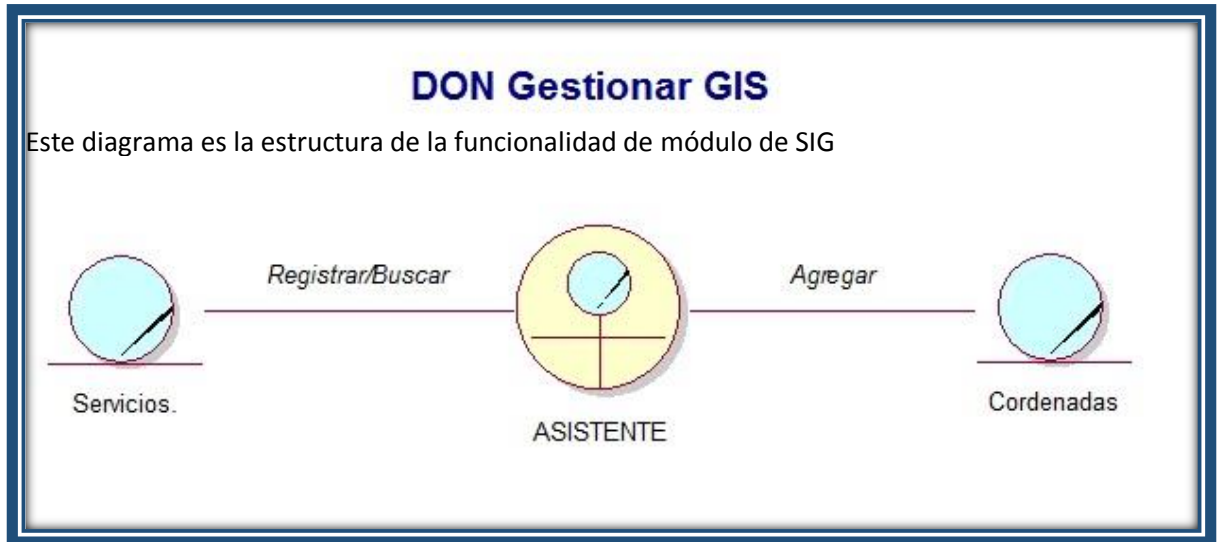 DON Gestionar GIS
Este diagrama es la estructura de la funcionalidad de módulo de SIG
Registrar/Buscar
Agregar
Servicios.
ASISTENTE
Cordenadas